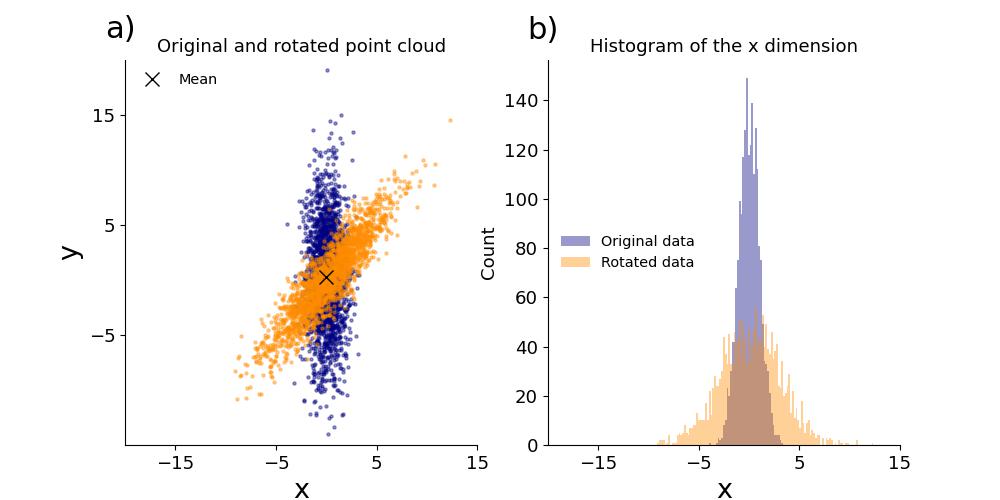 a)
Original and rotated point cloud
Mean
15
5
−5
−15
−5
5
15
x
y
b)
Histogram of the x dimension
Original data
Rotated data
140
120
100
80
60
40
20
0
−15
−5
5
15
x
Count